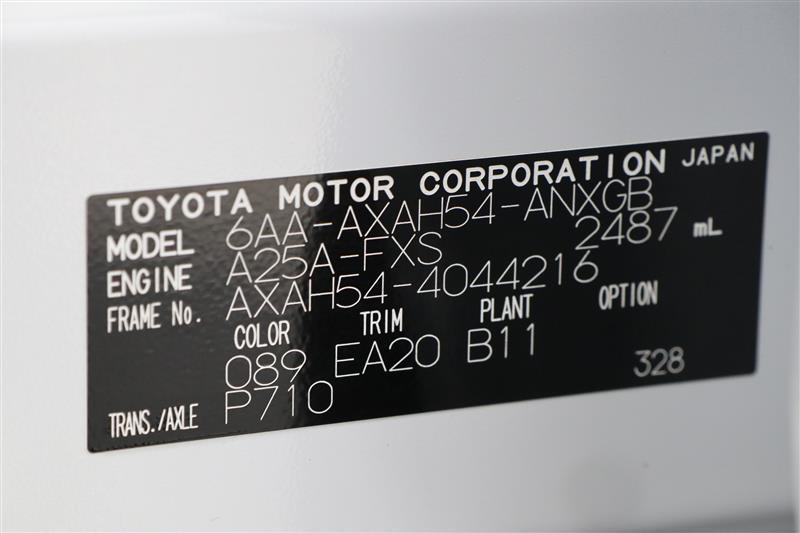 TOYOTA MOTOR CORPORATION JAPAN
MODEL 6AA-AXAH54-ANXGB
ENGINE A25A-FXS 2487 mL
FRAME No. AXAH54-4044216
COLOR TRIM PLANT OPTION
089 EA20 B11
TRANS./AXLE P710 328